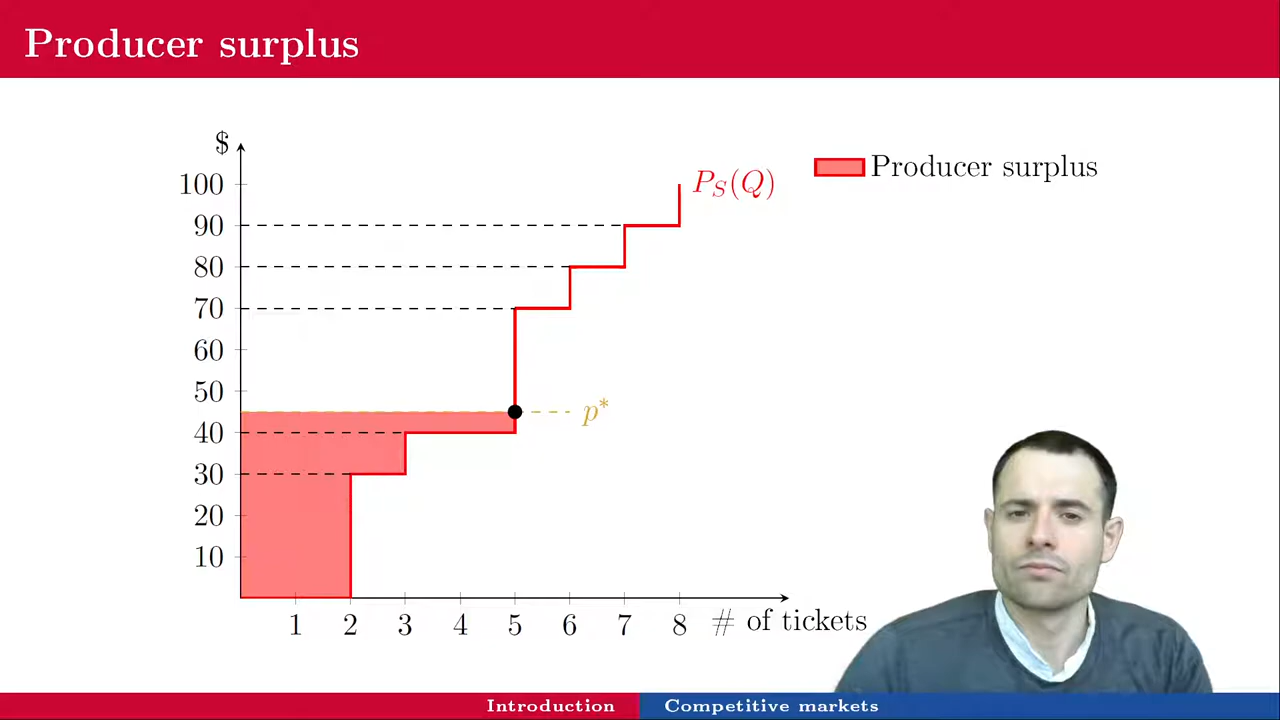 Producer surplus
$
100
90
80
70
60
50
40
30
20
10
P_S(Q)
Producer surplus
p*
1 2 3 4 5 6 7 8 # of tickets
Introduction Competitive markets